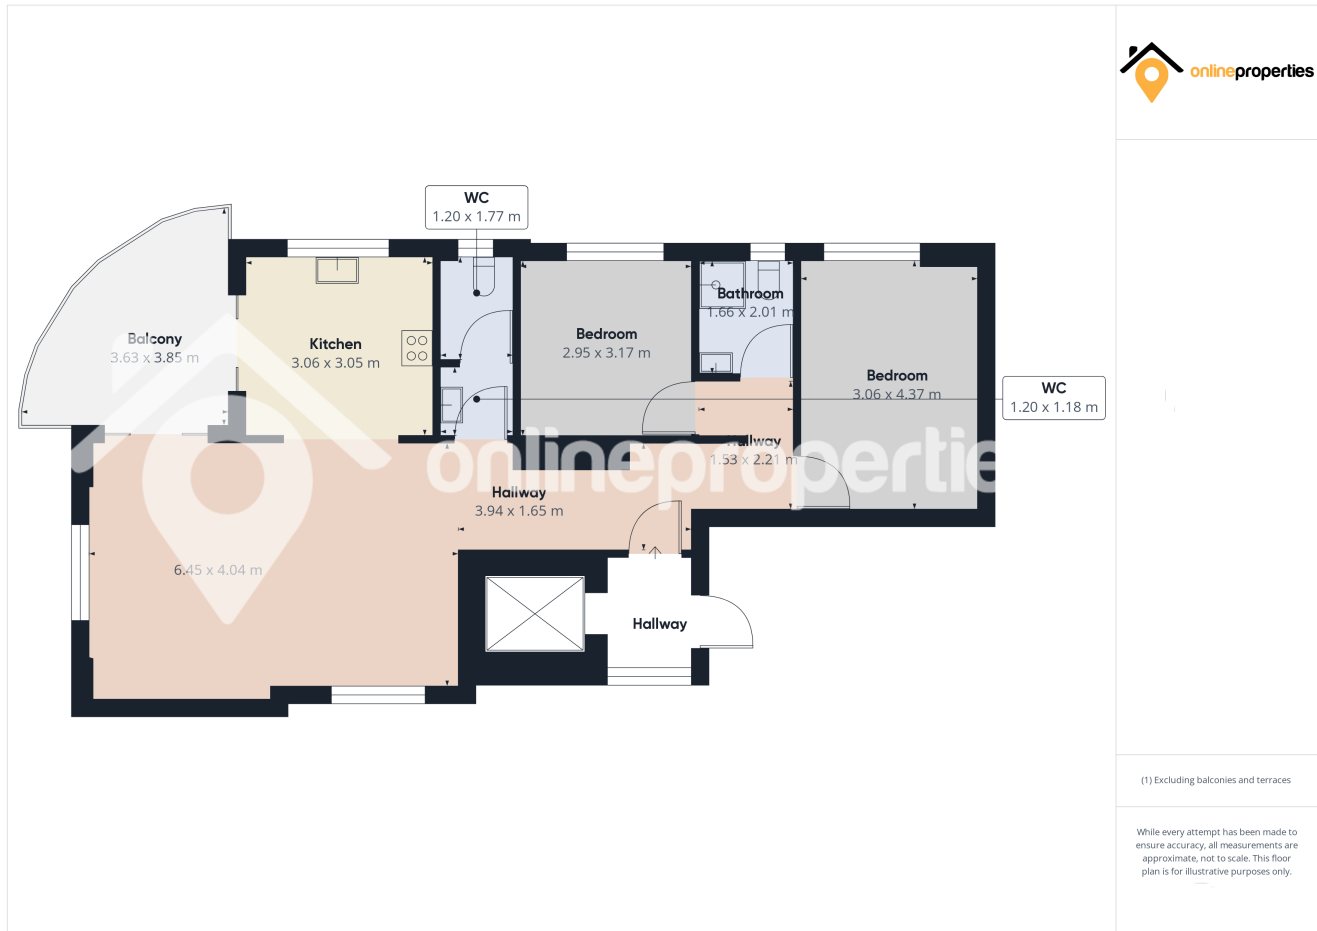 onlineproperties
WC
1.20 x 1.77 m
Balcony
3.63 x 3.85 m
Kitchen
3.06 x 3.05 m
Bedroom
2.95 x 3.17 m
Bathroom
1.66 x 2.01 m
Bedroom
3.06 x 4.37 m
WC
1.20 x 1.18 m
Hallway
1.53 x 2.21 m
onlinepropertie
Hallway
3.94 x 1.65 m
6.45 x 4.04 m
Hallway
(1) Excluding balconies and terraces
While every attempt has been made to
ensure accuracy, all measurements are
approximate, not to scale. This floor
plan is for illustrative purposes only.